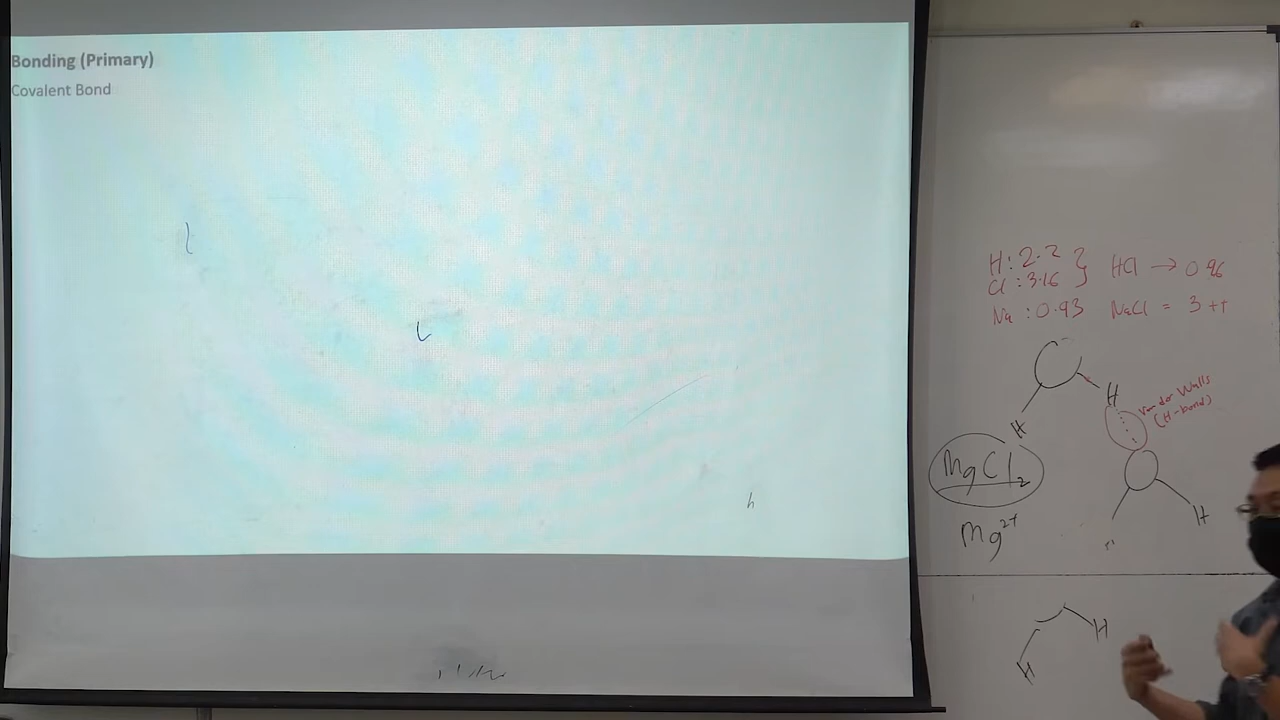 Bonding (Primary)
Covalent Bond
H: 2.2 } HCl → 0.96
Cl: 3.16
Na: 0.93 NaCl = 3 ++
H
Van der Walls
(H-bond)
H
MgCl₂
H
Mg²⁺
H
H